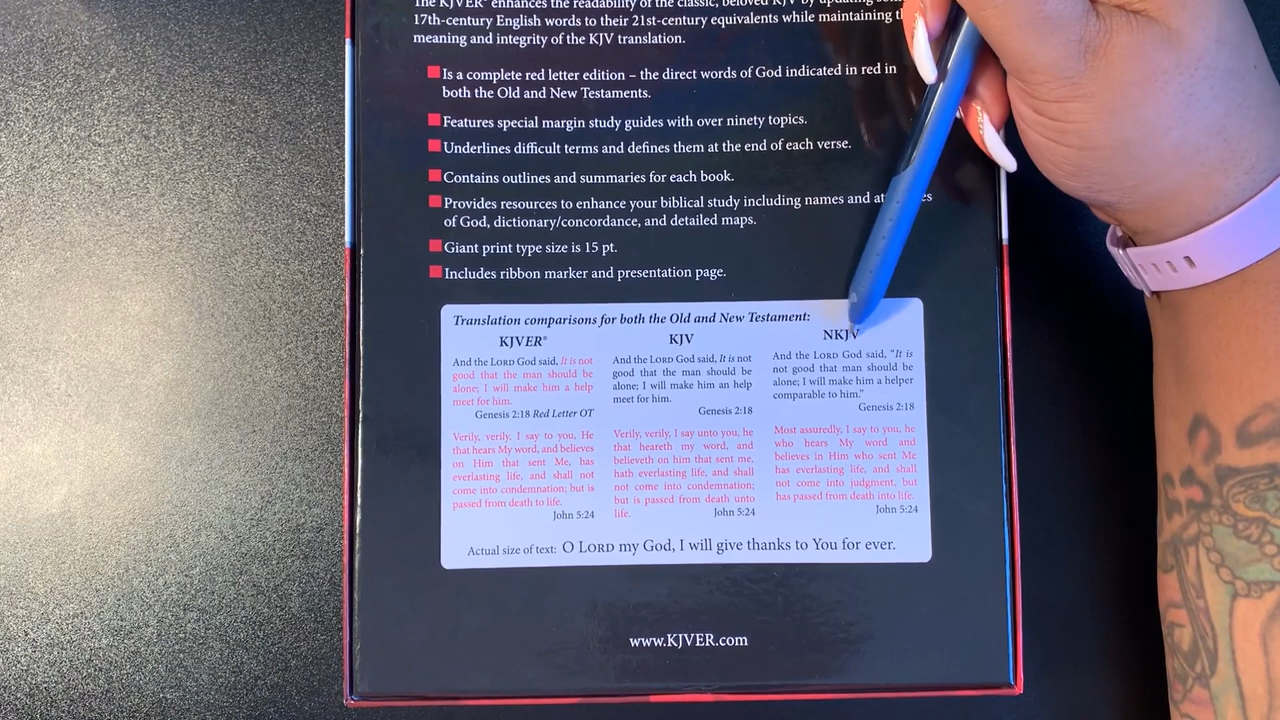 The KJVER® enhances the readability of the classic, beloved KJV by updating
17th-century English words to their 21st-century equivalents while maintaining
meaning and integrity of the KJV translation.
Is a complete red letter edition – the direct words of God indicated in red in
both the Old and New Testaments.
Features special margin study guides with over ninety topics.
Underlines difficult terms and defines them at the end of each verse.
Contains outlines and summaries for each book.
Provides resources to enhance your biblical study including names and
of God, dictionary/concordance, and detailed maps.
Giant print type size is 15 pt.
Includes ribbon marker and presentation page.
Translation comparisons for both the Old and New Testament:
KJVER®
And the LORD God said, It is not
good that the man should be
alone; I will make him a help
meet for him.
Genesis 2:18 Red Letter OT
Verily, verily, I say to you, He
that hears My word, and believes
on Him that sent Me, has
everlasting life, and shall not
come into condemnation; but is
passed from death to life.
John 5:24
KJV
And the LORD God said, It is not
good that the man should be
alone; I will make him an help
meet for him.
Genesis 2:18
Verily, verily, I say unto you, he
that heareth my word, and
believeth on him that sent me,
hath everlasting life, and shall
not come into condemnation;
but is passed from death unto
life. John 5:24
NKJV
And the LORD God said, “It is
not good that man should be
alone; I will make him a helper
comparable to him.”
Genesis 2:18
Most assuredly, I say to you, he
who hears My word and
believes in Him who sent Me
has everlasting life, and shall
not come into judgment, but
has passed from death into life.
John 5:24
Actual size of text: O LORD my God, I will give thanks to You for ever.
www.KJVER.com